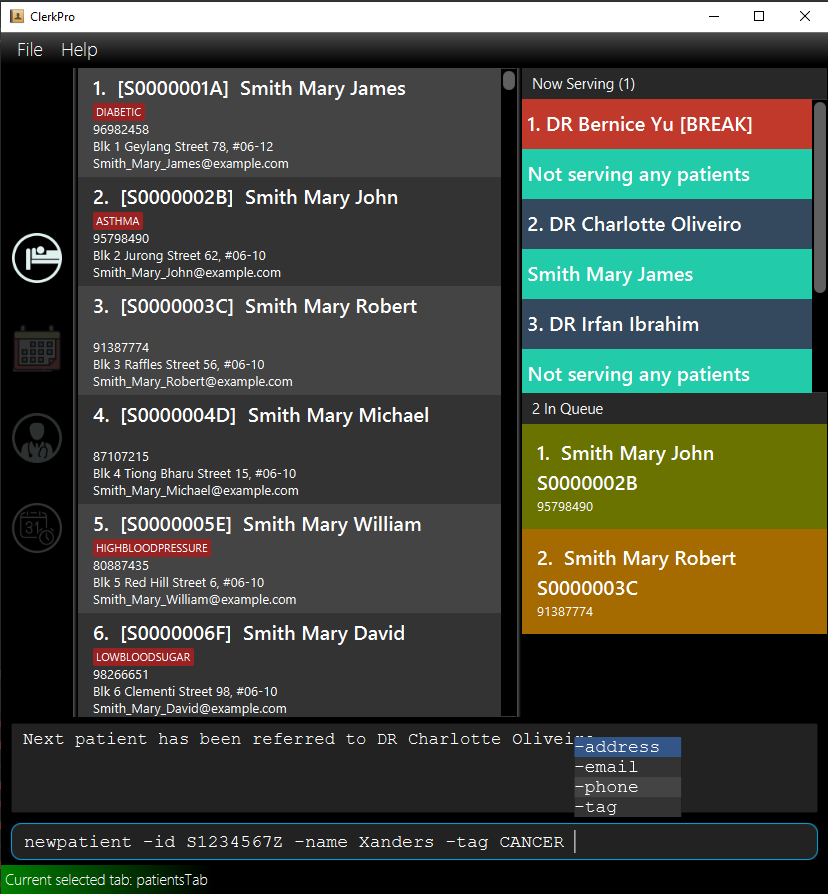 ClerkPro
File Help
1. [S0000001A] Smith Mary James
DIABETIC
96982458
Blk 1 Geylang Street 78, #06-12
Smith_Mary_James@example.com
2. [S0000002B] Smith Mary John
ASTHMA
95798490
Blk 2 Jurong Street 62, #06-10
Smith_Mary_John@example.com
3. [S0000003C] Smith Mary Robert
91387774
Blk 3 Raffles Street 56, #06-10
Smith_Mary_Robert@example.com
4. [S0000004D] Smith Mary Michael
87107215
Blk 4 Tiong Bharu Street 15, #06-10
Smith_Mary_Michael@example.com
5. [S0000005E] Smith Mary William
HIGHBLOODPRESSURE
80887435
Blk 5 Red Hill Street 6, #06-10
Smith_Mary_William@example.com
6. [S0000006F] Smith Mary David
LOWBLOODSUGAR
98266651
Blk 6 Clementi Street 98, #06-10
Smith_Mary_David@example.com
31
Now Serving (1)
1. DR Bernice Yu [BREAK]
Not serving any patients
2. DR Charlotte Oliveiro
Smith Mary James
3. DR Irfan Ibrahim
Not serving any patients
2 In Queue
1. Smith Mary John
S0000002B
95798490
2. Smith Mary Robert
S0000003C
91387774
Next patient has been referred to DR Charlotte
-address
-email
-phone
-tag
newpatient -id S1234567Z -name Xanders -tag CANCER
Current selected tab: patientsTab